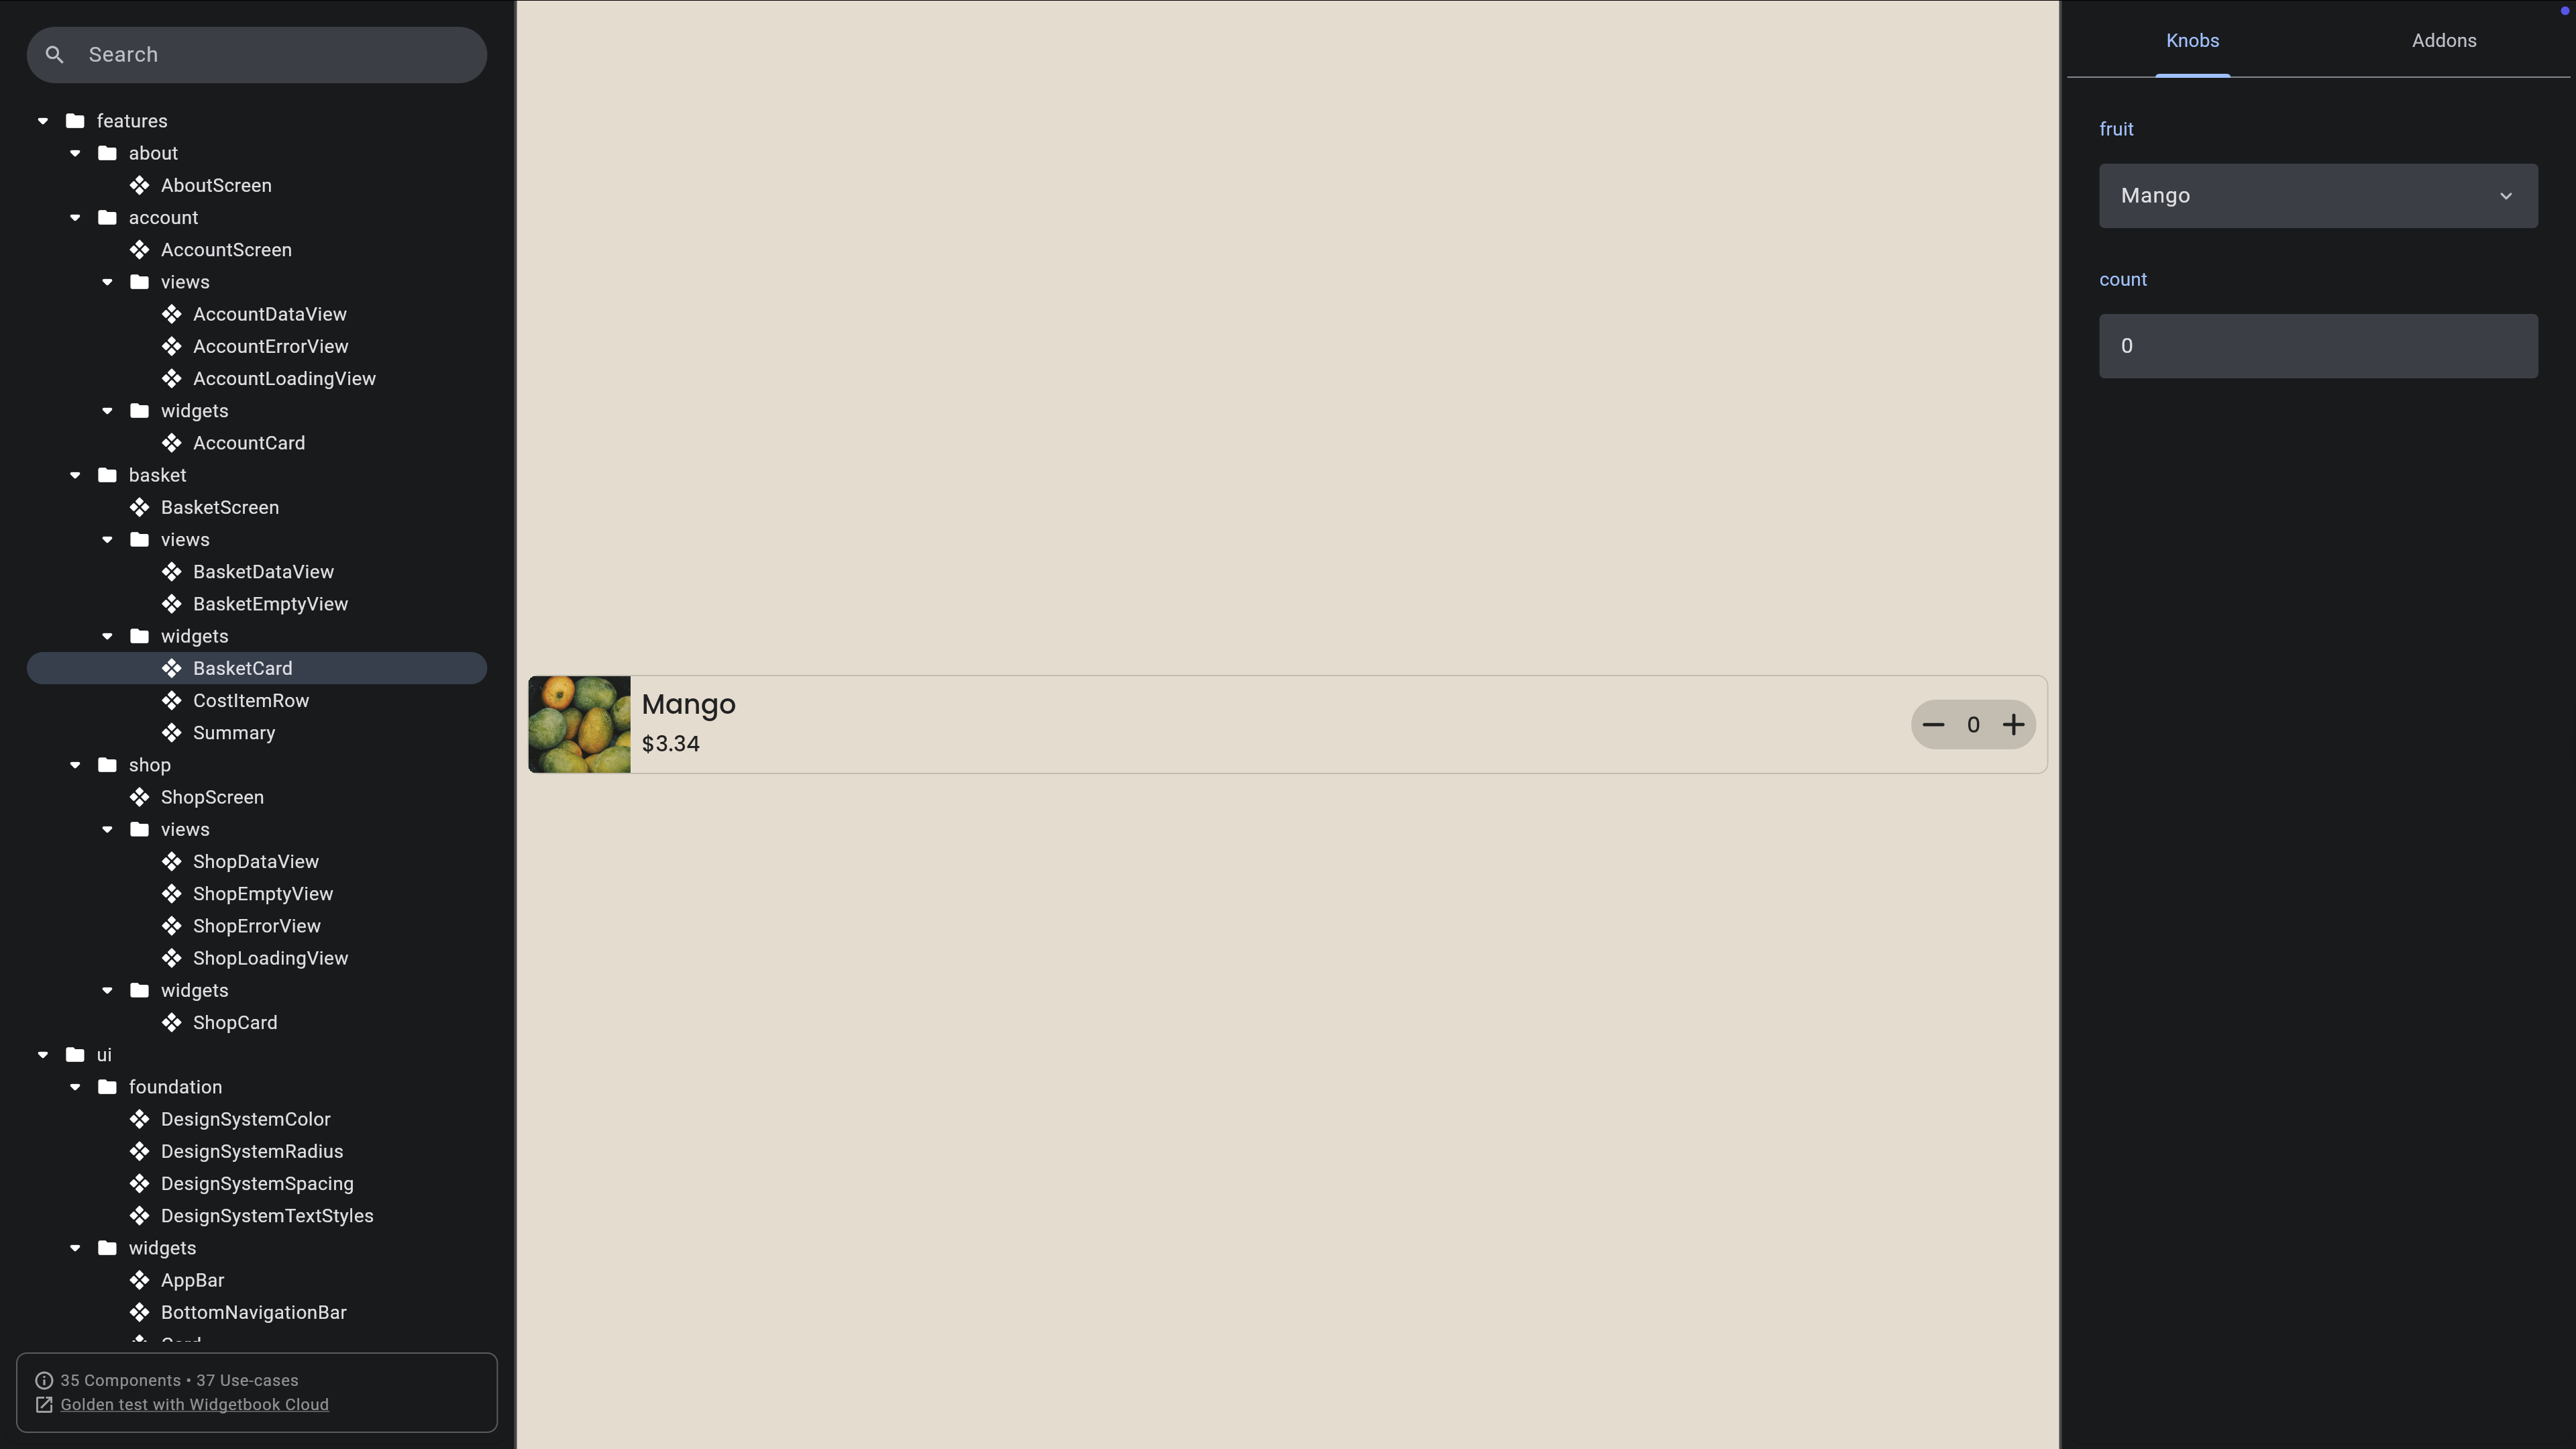 Search
features
about
AboutScreen
account
AccountScreen
views
AccountDataView
AccountErrorView
AccountLoadingView
widgets
AccountCard
basket
BasketScreen
views
BasketDataView
BasketEmptyView
widgets
BasketCard
CostItemRow
Summary
shop
ShopScreen
views
ShopDataView
ShopEmptyView
ShopErrorView
ShopLoadingView
widgets
ShopCard
ui
foundation
DesignSystemColor
DesignSystemRadius
DesignSystemSpacing
DesignSystemTextStyles
widgets
AppBar
BottomNavigationBar
35 Components • 37 Use-cases
Golden test with Widgetbook Cloud
Mango
$3.34
0
Knobs Addons
fruit
Mango
count
0